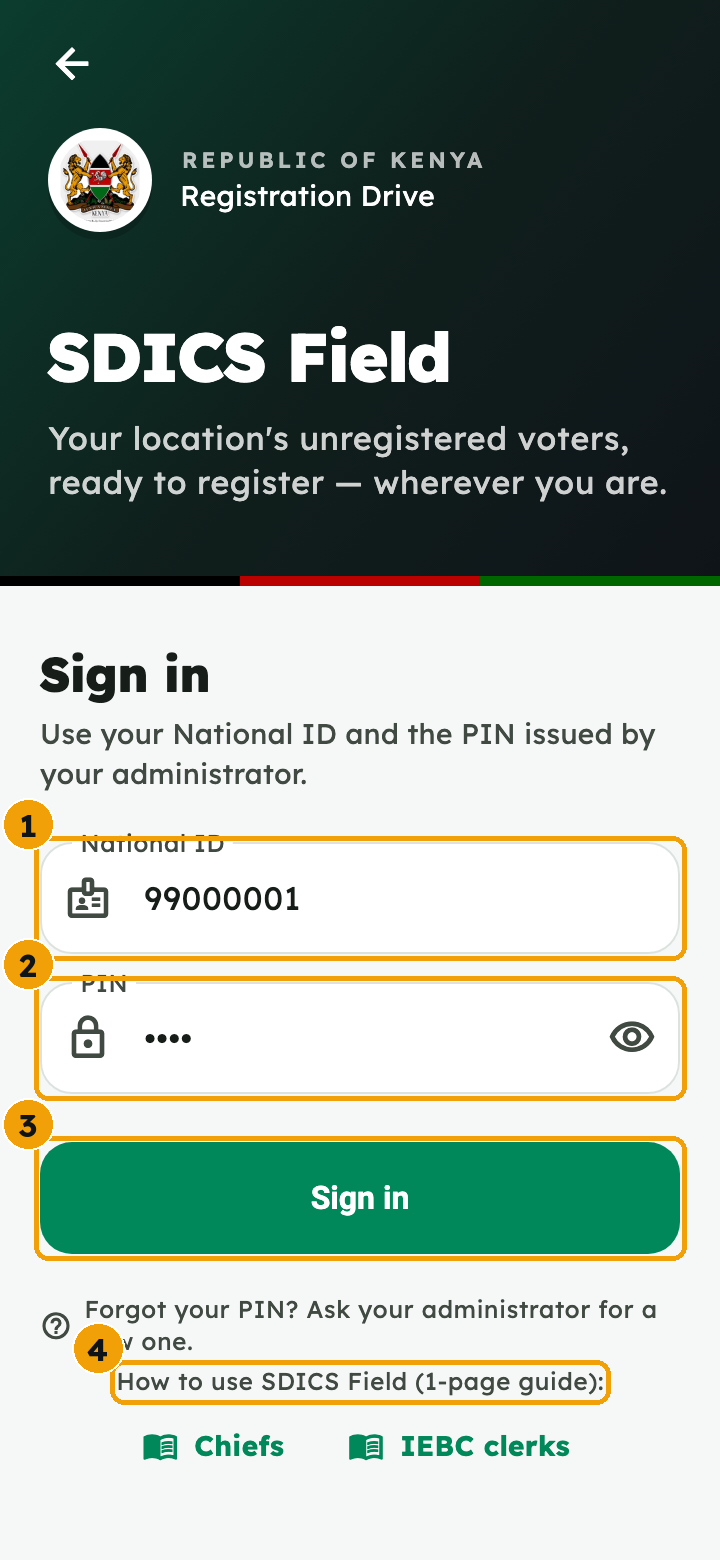 REPUBLIC OF KENYA
Registration Drive
SDICS Field
Your location's unregistered voters,
ready to register — wherever you are.
Sign in
Use your National ID and the PIN issued by
your administrator.
1
National ID
99000001
2
PIN
••••
3
Sign in
Forgot your PIN? Ask your administrator for a
one.
4
How to use SDICS Field (1-page guide):
Chiefs
IEBC clerks